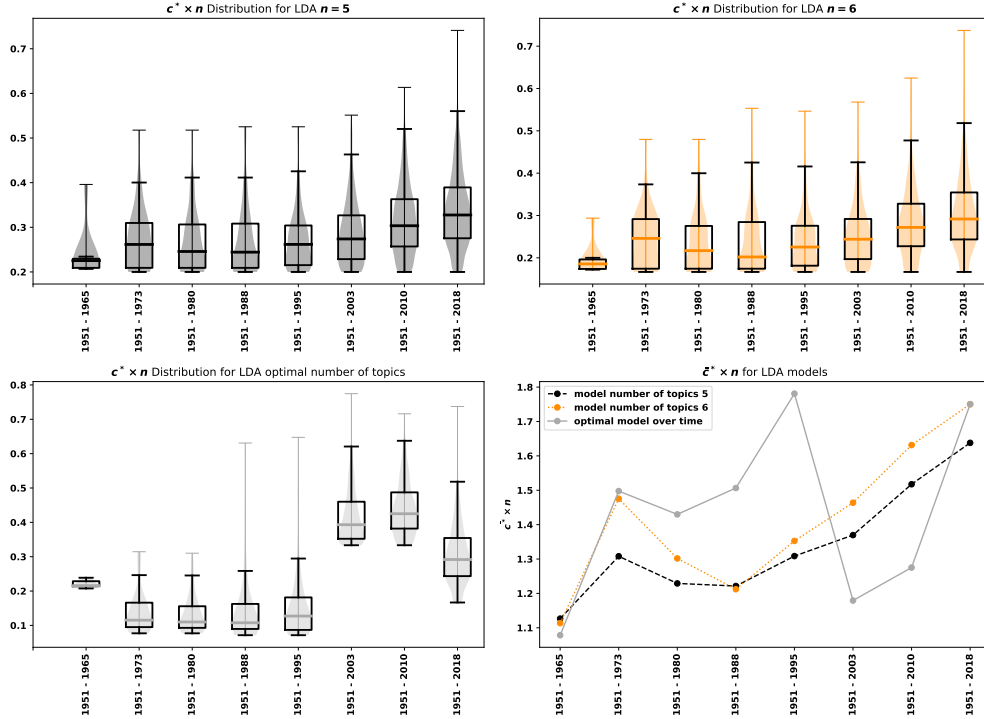 c* × n Distribution for LDA n = 5
0.7
0.6
0.5
0.4
0.3
0.2
1951 - 1965
1951 - 1973
1951 - 1980
1951 - 1988
1951 - 1995
1951 - 2003
1951 - 2010
1951 - 2018
c* × n Distribution for LDA n = 6
0.7
0.6
0.5
0.4
0.3
0.2
1951 - 1965
1951 - 1973
1951 - 1980
1951 - 1988
1951 - 1995
1951 - 2003
1951 - 2010
1951 - 2018
c* × n Distribution for LDA optimal number of topics
0.8
0.7
0.6
0.5
0.4
0.3
0.2
0.1
1951 - 1965
1951 - 1973
1951 - 1980
1951 - 1988
1951 - 1995
1951 - 2003
1951 - 2010
1951 - 2018
c̄* × n for LDA models
model number of topics 5
model number of topics 6
optimal model over time
c̄* × n
1.8
1.7
1.6
1.5
1.4
1.3
1.2
1.1
1951 - 1965
1951 - 1973
1951 - 1980
1951 - 1988
1951 - 1995
1951 - 2003
1951 - 2010
1951 - 2018